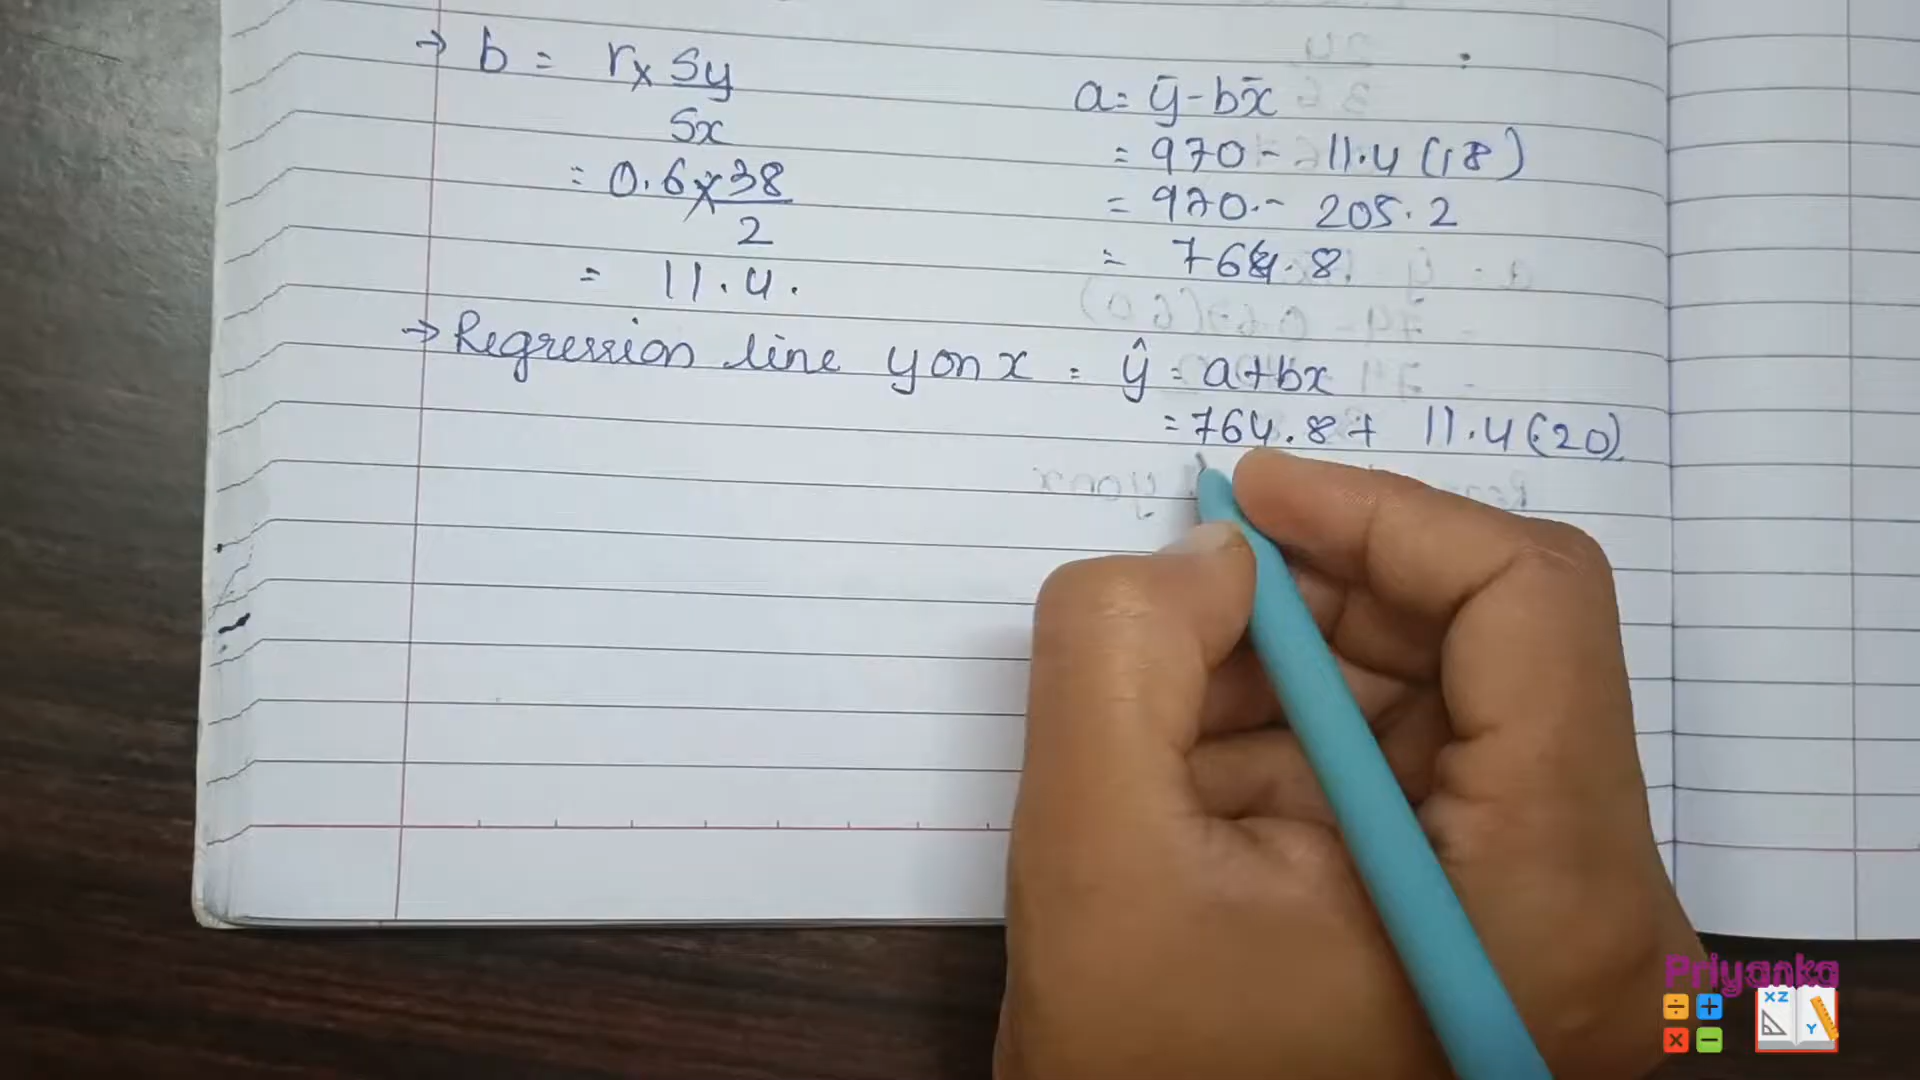 → b = r x Sy
Sx
= 0.6 x 38
2
= 11.4.
a = ȳ - bx̄
= 970 - 11.4 (18)
= 970 - 205.2
= 764.8
→ Regression line y on x = ŷ = a + bx
= 764.8 + 11.4 (20)
Priyanka
XZ
Y